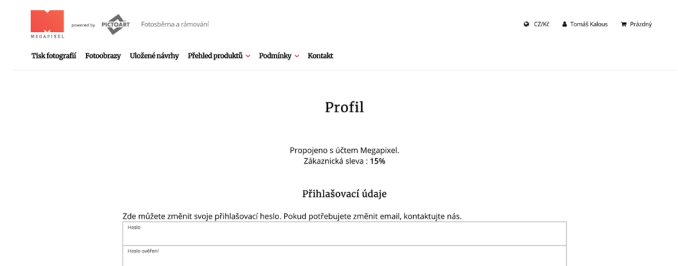 MEGAPIXEL
powered by
PICTOART
Fotosběrna a rámování
CZ/Kč
Tomáš Kalous
Prázdný
Tisk fotografií Fotoobrazy Uložené návrhy Přehled produktů Podmínky Kontakt
Profil
Propojeno s účtem Megapixel.
Zákaznická sleva : 15%
Přihlašovací údaje
Zde můžete změnit svoje přihlašovací heslo. Pokud potřebujete změnit email, kontaktujte nás.
Heslo
Heslo ověření